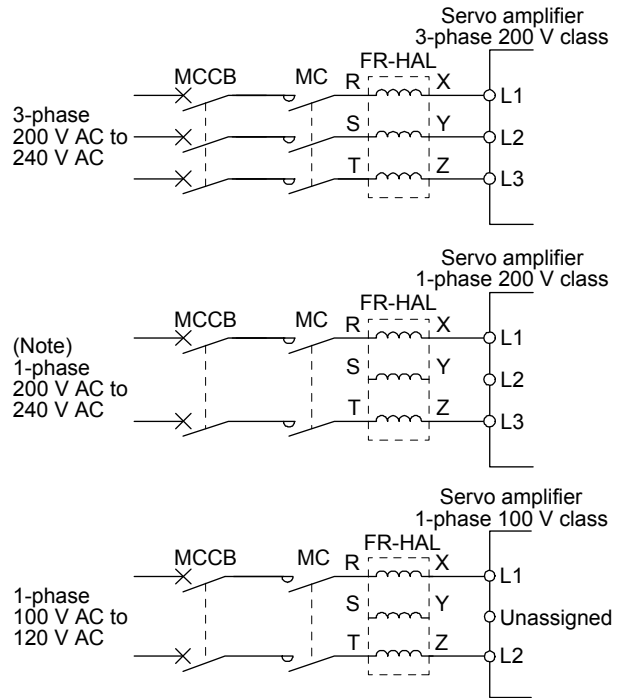 Servo amplifier
3-phase 200 V class
FR-HAL
MCCB MC R X
L1
3-phase
200 V AC to
240 V AC
S Y
L2
T Z
L3
Servo amplifier
1-phase 200 V class
FR-HAL
MCCB MC R X
L1
(Note)
1-phase
200 V AC to
240 V AC
S Y
L2
T Z
L3
Servo amplifier
1-phase 100 V class
FR-HAL
MCCB MC R X
L1
1-phase
100 V AC to
120 V AC
S Y
Unassigned
T Z
L2